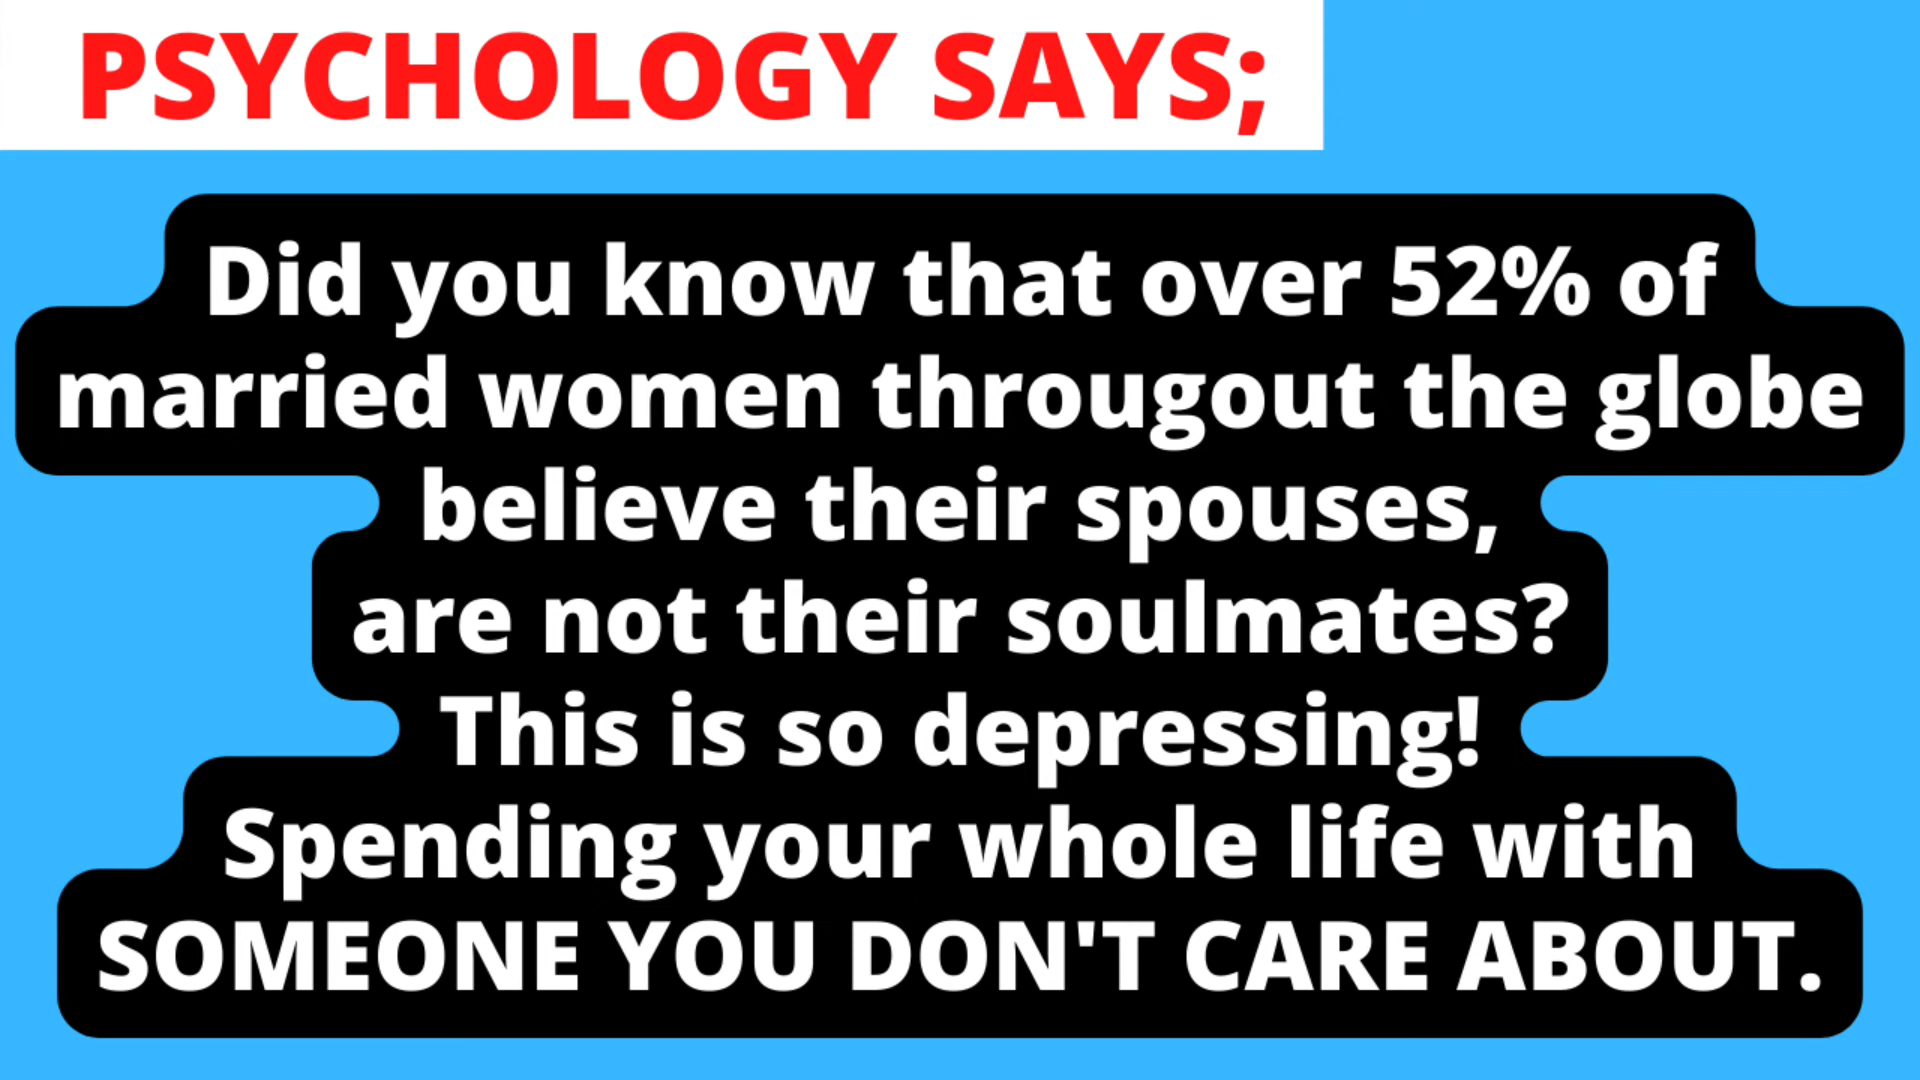 PSYCHOLOGY SAYS;
Did you know that over 52% of
married women througout the globe
believe their spouses,
are not their soulmates?
This is so depressing!
Spending your whole life with
SOMEONE YOU DON'T CARE ABOUT.